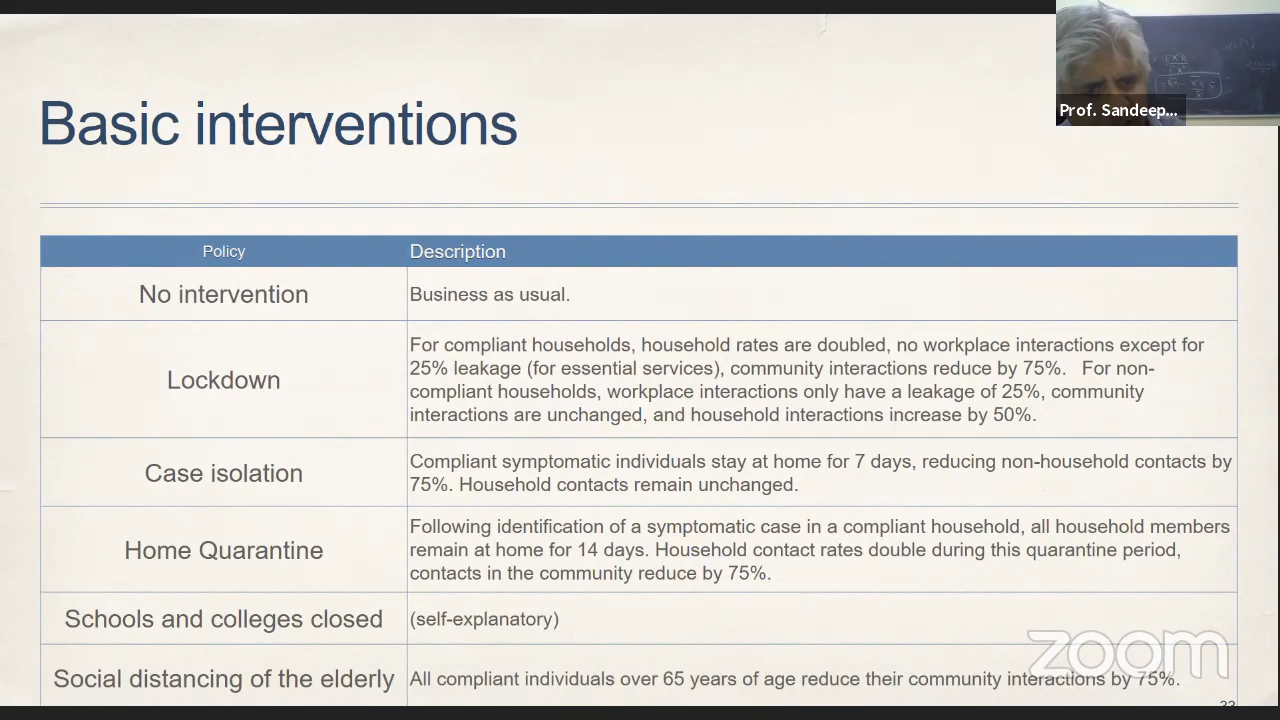 Prof. Sandeep...
Basic interventions
Policy
Description
No intervention
Business as usual.
Lockdown
For compliant households, household rates are doubled, no workplace interactions except for
25% leakage (for essential services), community interactions reduce by 75%. For non-
compliant households, workplace interactions only have a leakage of 25%, community
interactions are unchanged, and household interactions increase by 50%.
Case isolation
Compliant symptomatic individuals stay at home for 7 days, reducing non-household contacts by
75%. Household contacts remain unchanged.
Home Quarantine
Following identification of a symptomatic case in a compliant household, all household members
remain at home for 14 days. Household contact rates double during this quarantine period,
contacts in the community reduce by 75%.
Schools and colleges closed
(self-explanatory)
Social distancing of the elderly
All compliant individuals over 65 years of age reduce their community interactions by 75%.
zoom